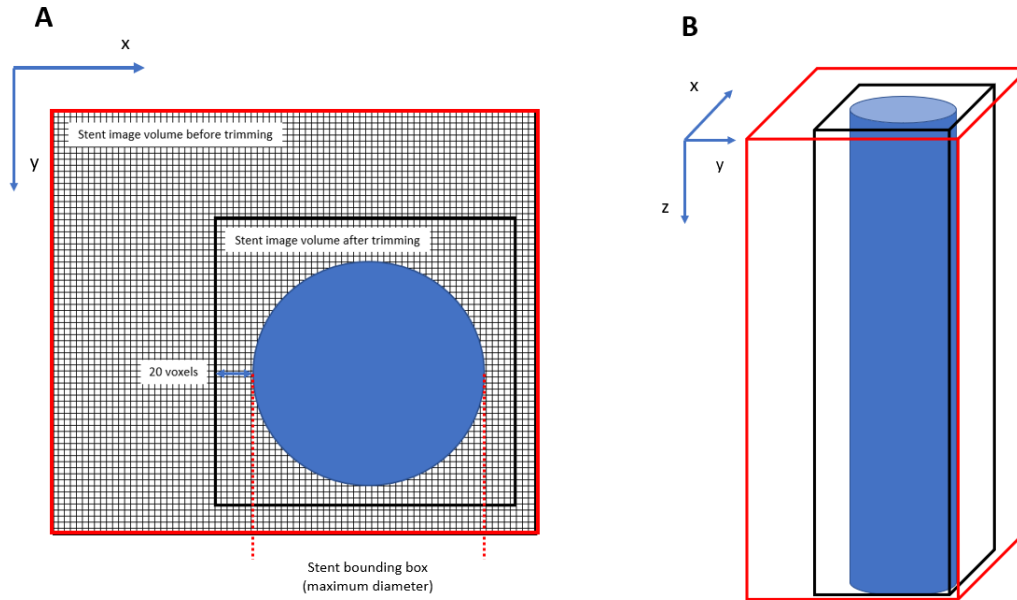 A
x
y
Stent image volume before trimming
Stent image volume after trimming
20 voxels
Stent bounding box
(maximum diameter)
B
x
y
z